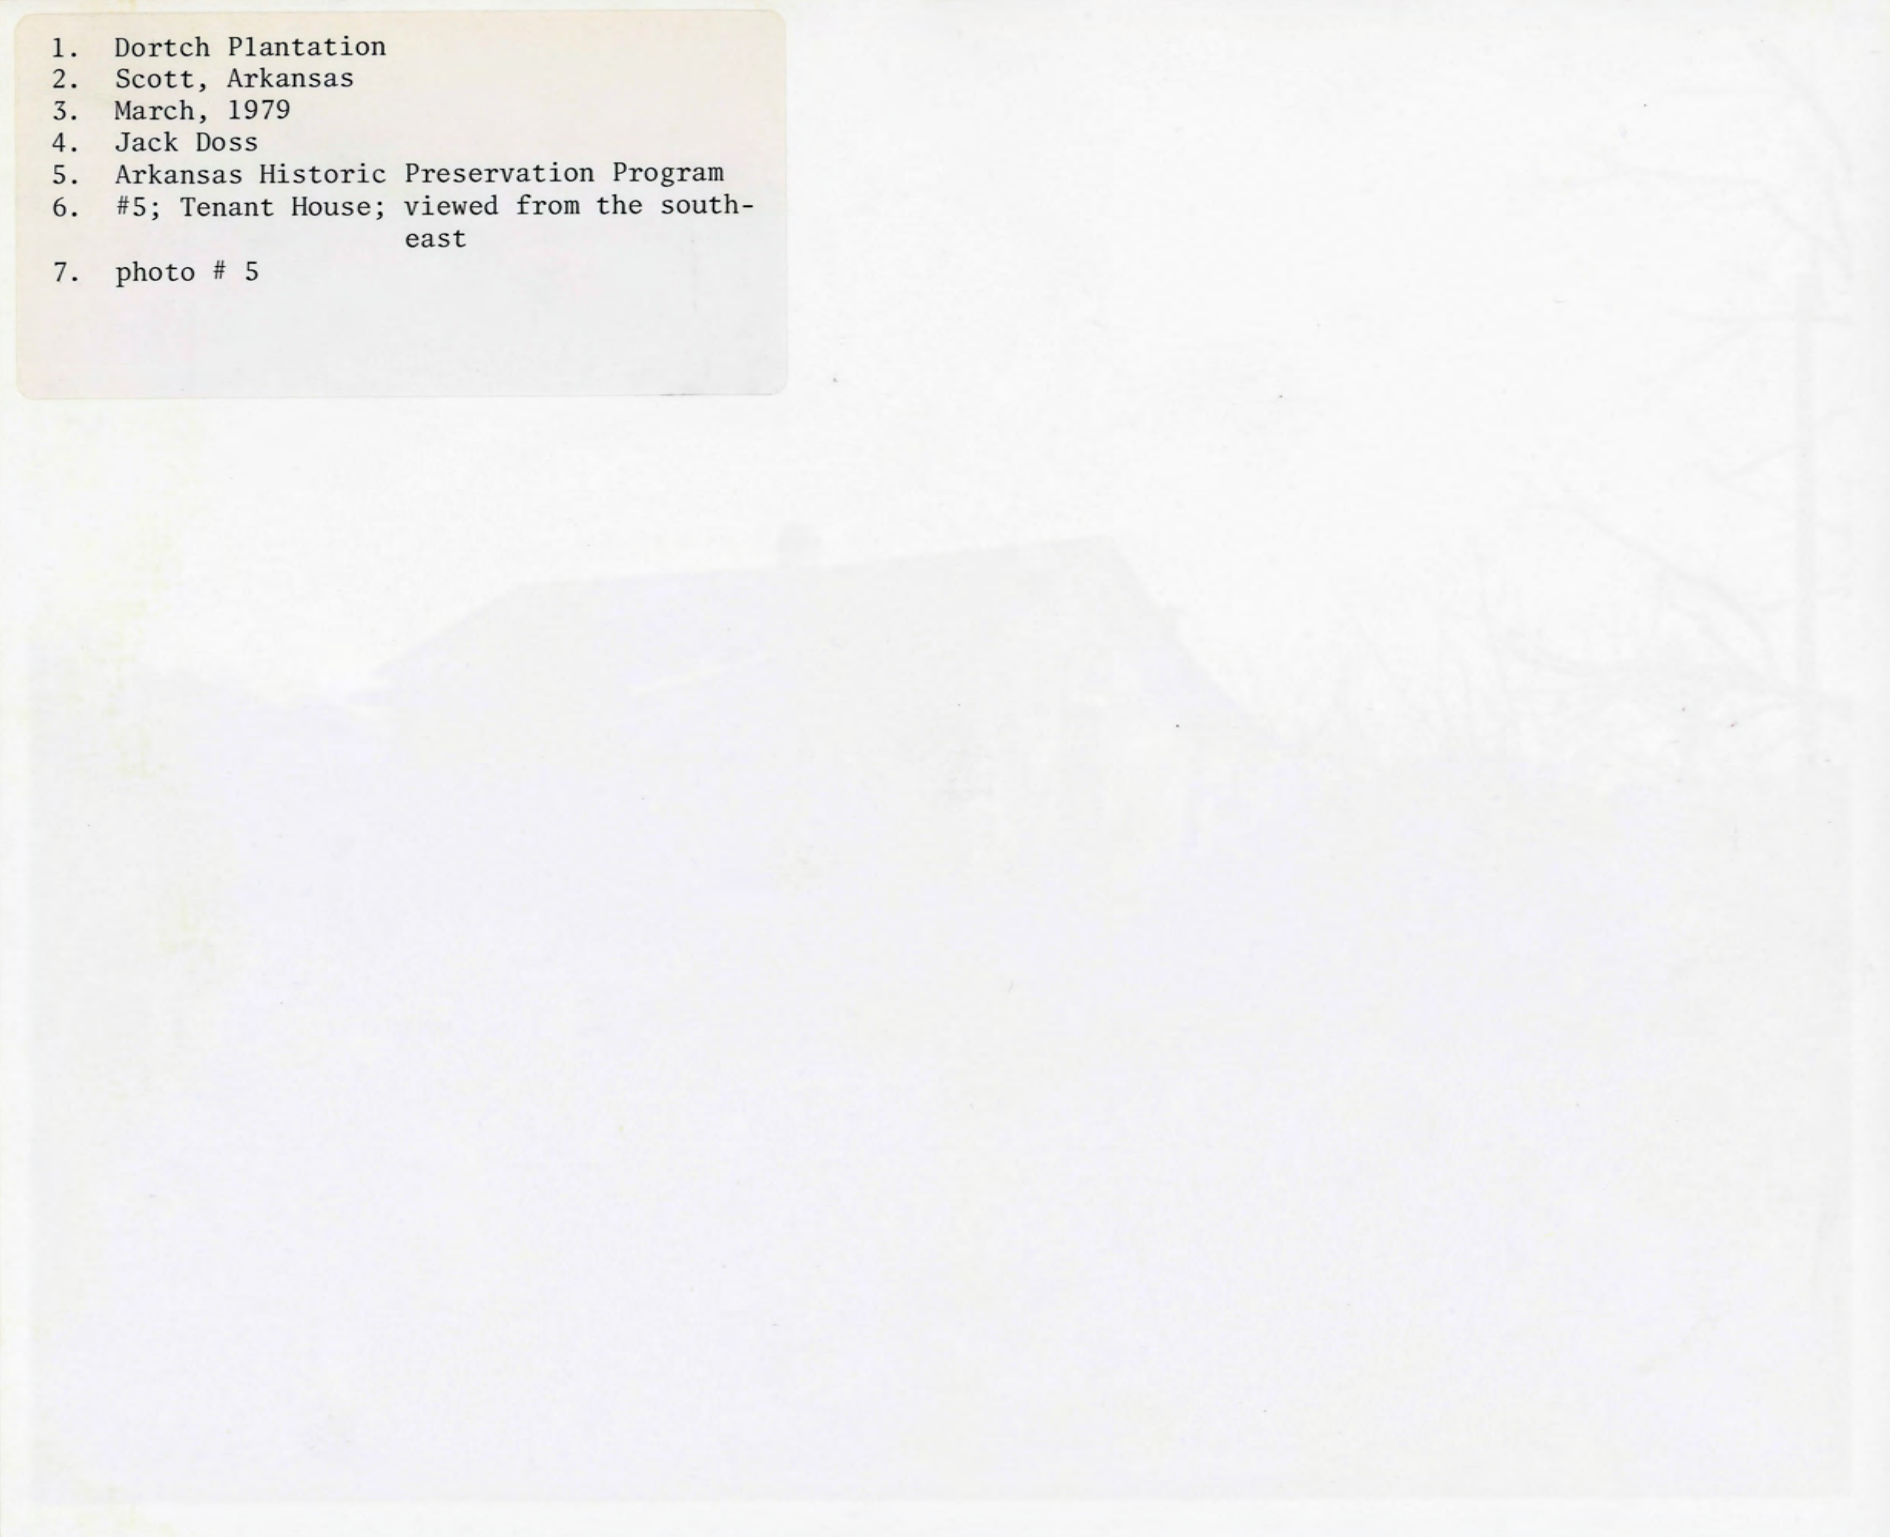 1. Dortch Plantation
2. Scott, Arkansas
3. March, 1979
4. Jack Doss
5. Arkansas Historic Preservation Program
6. #5; Tenant House; viewed from the south-
east
7. photo # 5